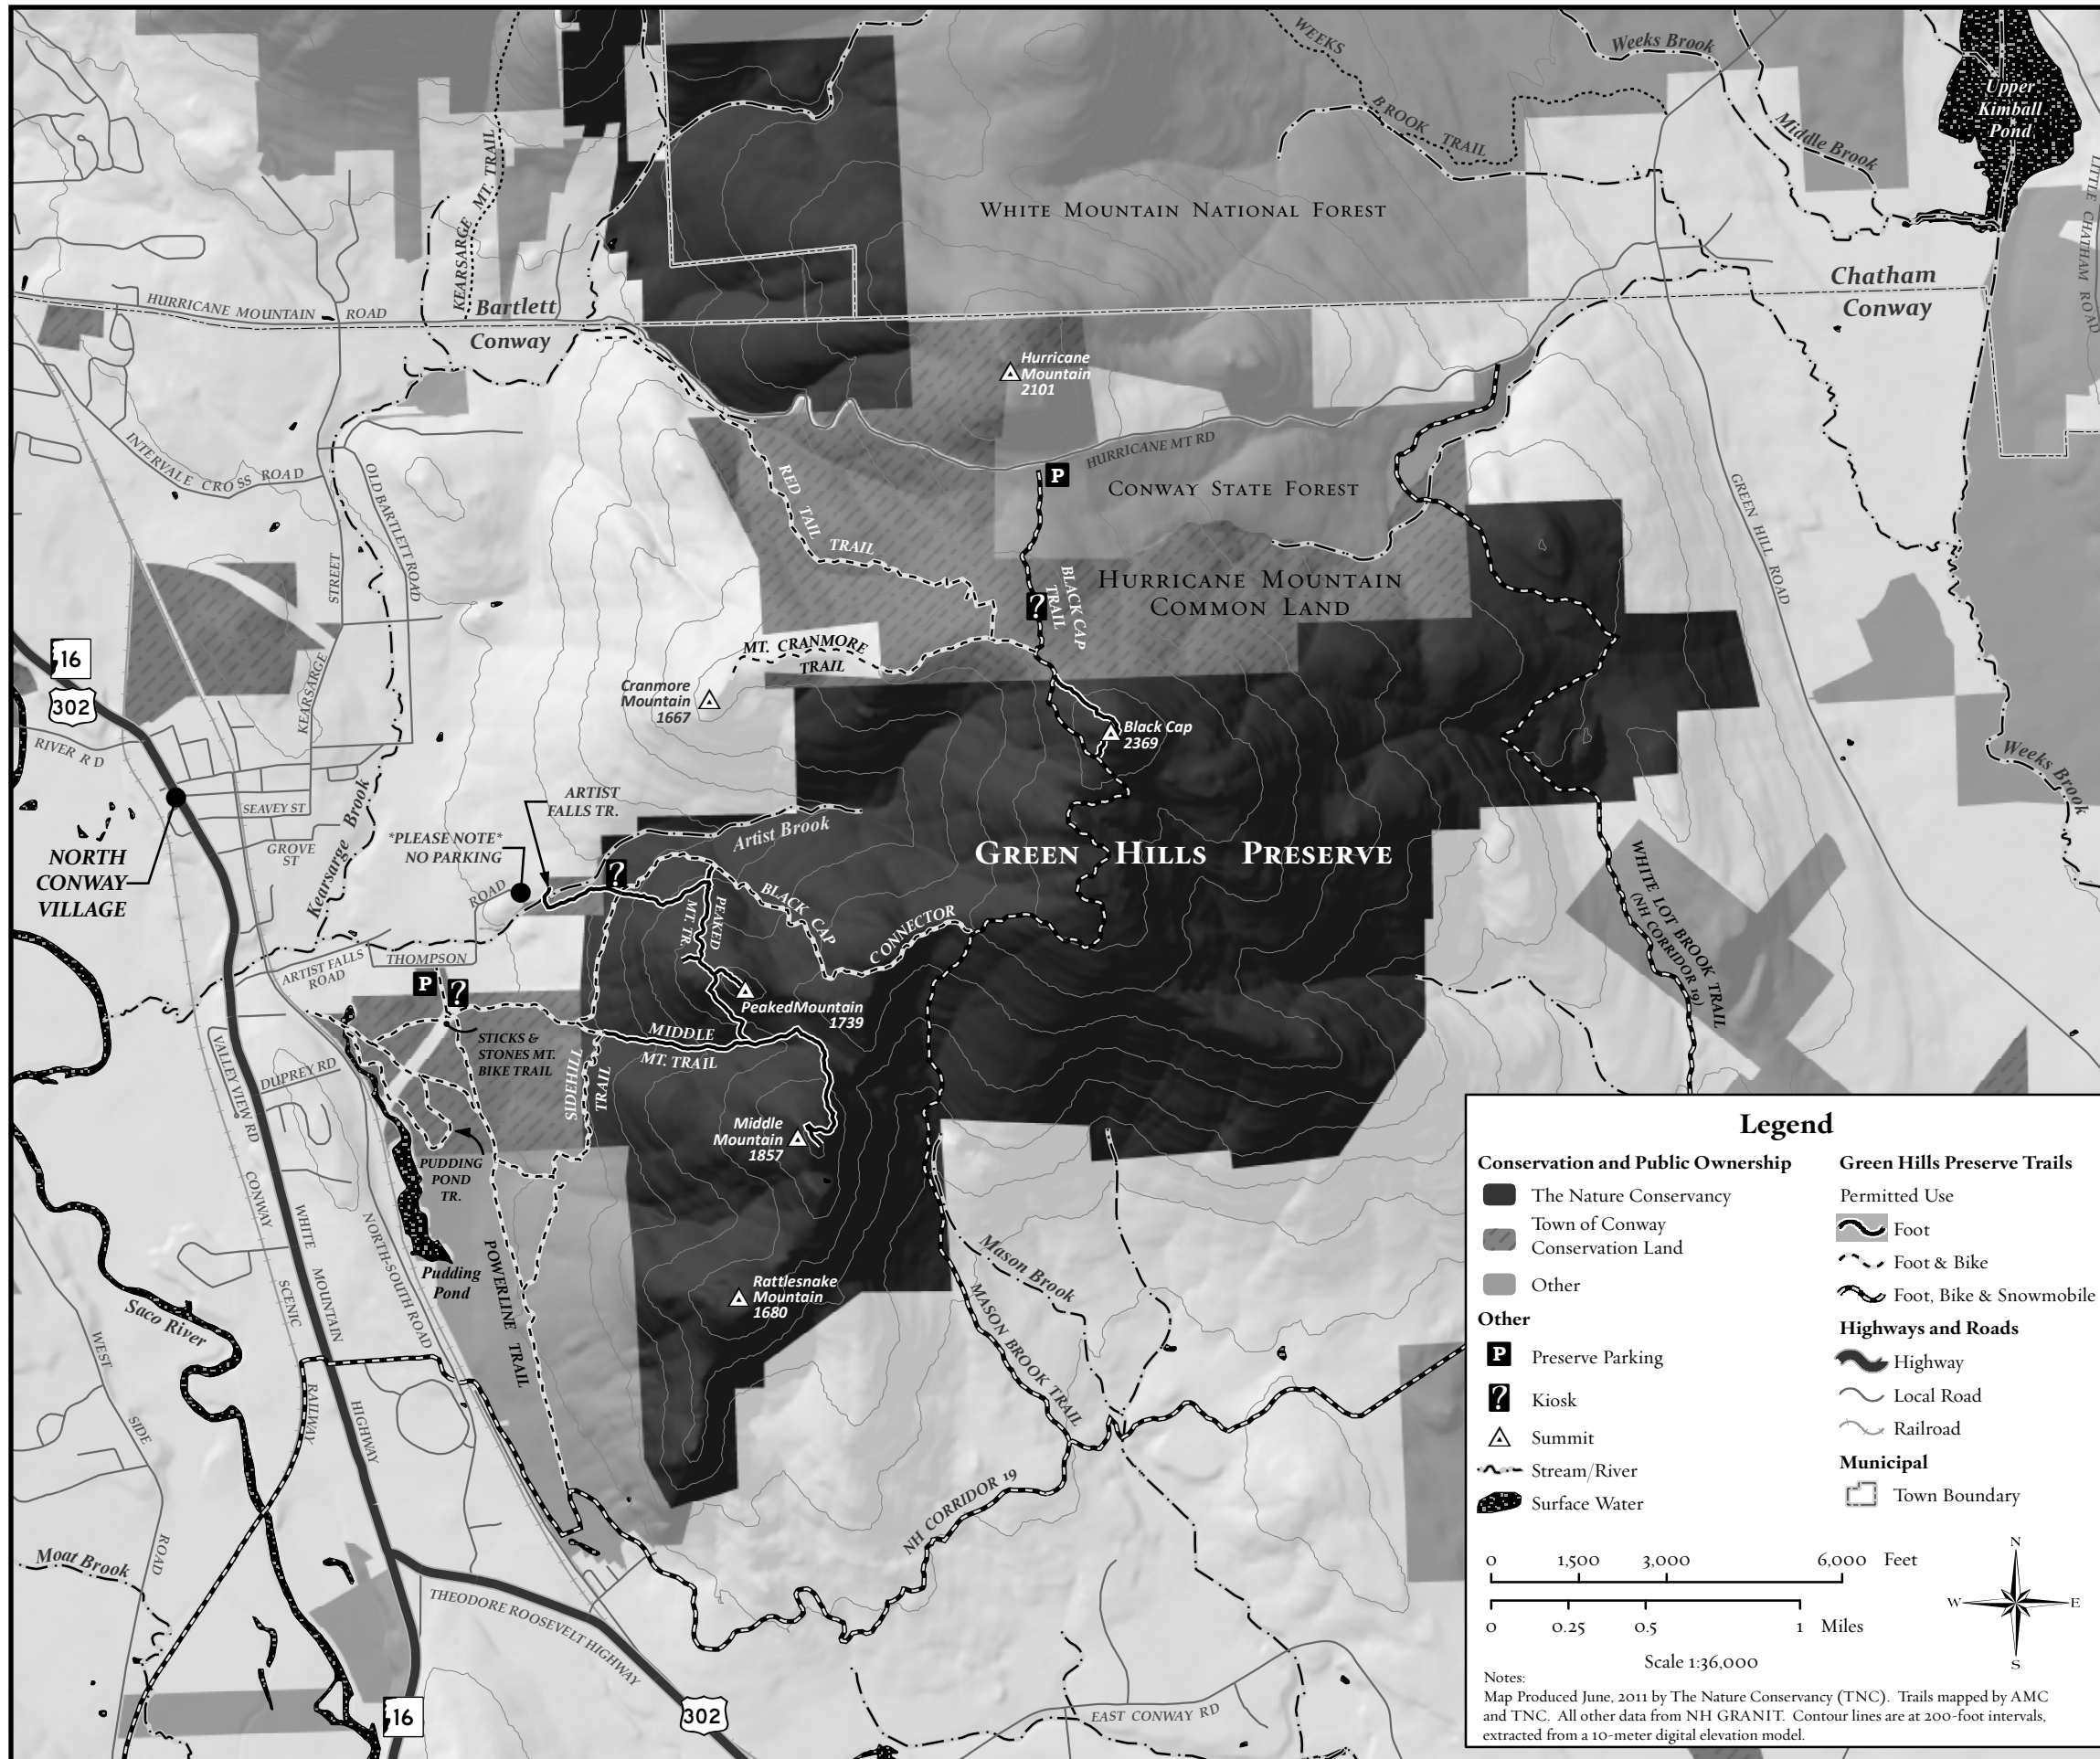 WEEKS
BROOK TRAIL
Weeks Brook
Middle Brook
Upper
Kimball
Pond
LITTLE CHATHAM ROAD
WHITE MOUNTAIN NATIONAL FOREST
KEARSARGE MT. TRAIL
Bartlett
Conway
HURRICANE MOUNTAIN ROAD
Chatham
Conway
Hurricane
Mountain
2101
HURRICANE MT RD
P
CONWAY STATE FOREST
INTERVALE CROSS ROAD
OLD BARTLETT ROAD
KEARSARGE STREET
RED TAIL TRAIL
BLACK CAP
TRAIL
?
HURRICANE MOUNTAIN
COMMON LAND
GREEN HILL ROAD
16
302
RIVER RD
MT. CRANMORE
TRAIL
Cranmore
Mountain
1667
Black Cap
2369
Weeks Brook
SEAVEY ST
GROVE
ST
Kearsarge Brook
NORTH
CONWAY
VILLAGE
ARTIST
FALLS TR.
*PLEASE NOTE*
NO PARKING
Artist Brook
GREEN HILLS PRESERVE
?
ROAD
BLACK CAP
CONNECTOR
PEAKED
MT. TR.
WHITE LOT BROOK TRAIL
(NH CORRIDOR 19)
ARTIST FALLS
ROAD
THOMPSON
P
?
STICKS &
STONES MT.
BIKE TRAIL
Peaked Mountain
1739
MIDDLE
MT. TRAIL
SIDEHILL
TRAIL
VALLEY VIEW RD
DUPREY RD
Middle
Mountain
1857
PUDDING
POND
TR.
Pudding
Pond
POWERLINE TRAIL
NORTH-SOUTH ROAD
CONWAY SCENIC RAILWAY
WHITE MOUNTAIN HIGHWAY
Saco River
WEST SIDE ROAD
Rattlesnake
Mountain
1680
Mason Brook
MASON BROOK TRAIL
NH CORRIDOR 19
Moat Brook
THEODORE ROOSEVELT HIGHWAY
16
302
EAST CONWAY RD
Legend
Conservation and Public Ownership
The Nature Conservancy
Town of Conway
Conservation Land
Other
Other
P Preserve Parking
? Kiosk
Summit
Stream/River
Surface Water
Green Hills Preserve Trails
Permitted Use
Foot
Foot & Bike
Foot, Bike & Snowmobile
Highways and Roads
Highway
Local Road
Railroad
Municipal
Town Boundary
0 1,500 3,000 6,000 Feet
0 0.25 0.5 1 Miles
Scale 1:36,000
N
W E
S
Notes:
Map Produced June, 2011 by The Nature Conservancy (TNC). Trails mapped by AMC
and TNC. All other data from NH GRANIT. Contour lines are at 200-foot intervals,
extracted from a 10-meter digital elevation model.